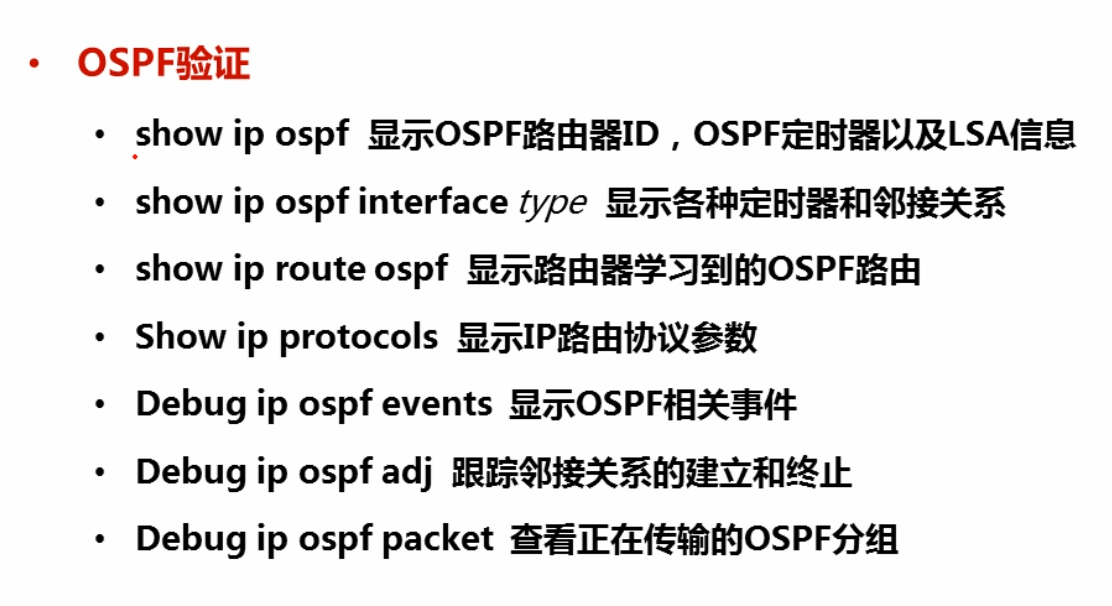 • OSPF验证
• show ip ospf 显示OSPF路由器ID，OSPF定时器以及LSA信息
• show ip ospf interface type 显示各种定时器和邻接关系
• show ip route ospf 显示路由器学习到的OSPF路由
• Show ip protocols 显示IP路由协议参数
• Debug ip ospf events 显示OSPF相关事件
• Debug ip ospf adj 跟踪邻接关系的建立和终止
• Debug ip ospf packet 查看正在传输的OSPF分组